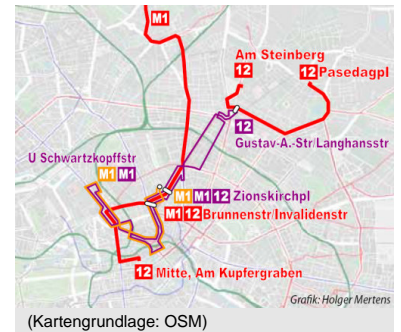 M1
Am Steinberg
12
12 Pasedagpl
12
Gustav-A.-Str/Langhansstr
U Schwartzkopffstr
M1 M1
M1 M1 12 Zionskirchpl
M1 12 Brunnenstr/Invalidenstr
12 Mitte, Am Kupfergraben
Grafik: Holger Mertens
(Kartengrundlage: OSM)